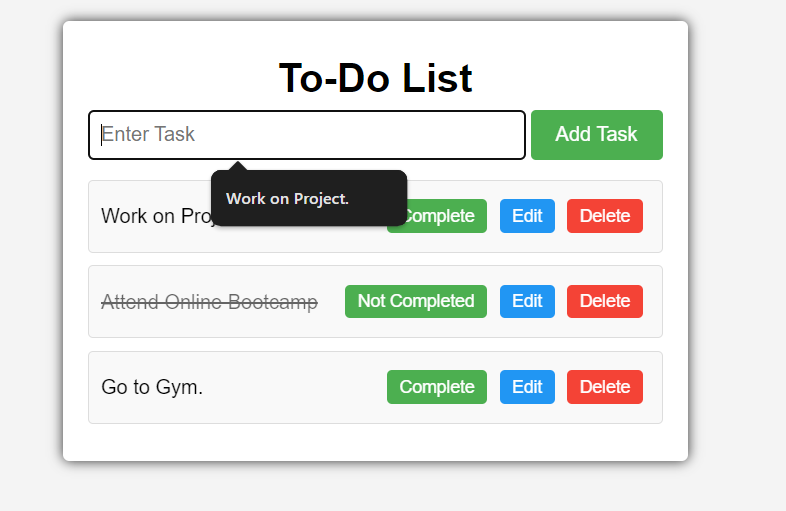 To-Do List
Enter Task
Add Task
Work on Project.
Work on Proj Complete Edit Delete
Attend Online Bootcamp Not Completed Edit Delete
Go to Gym. Complete Edit Delete